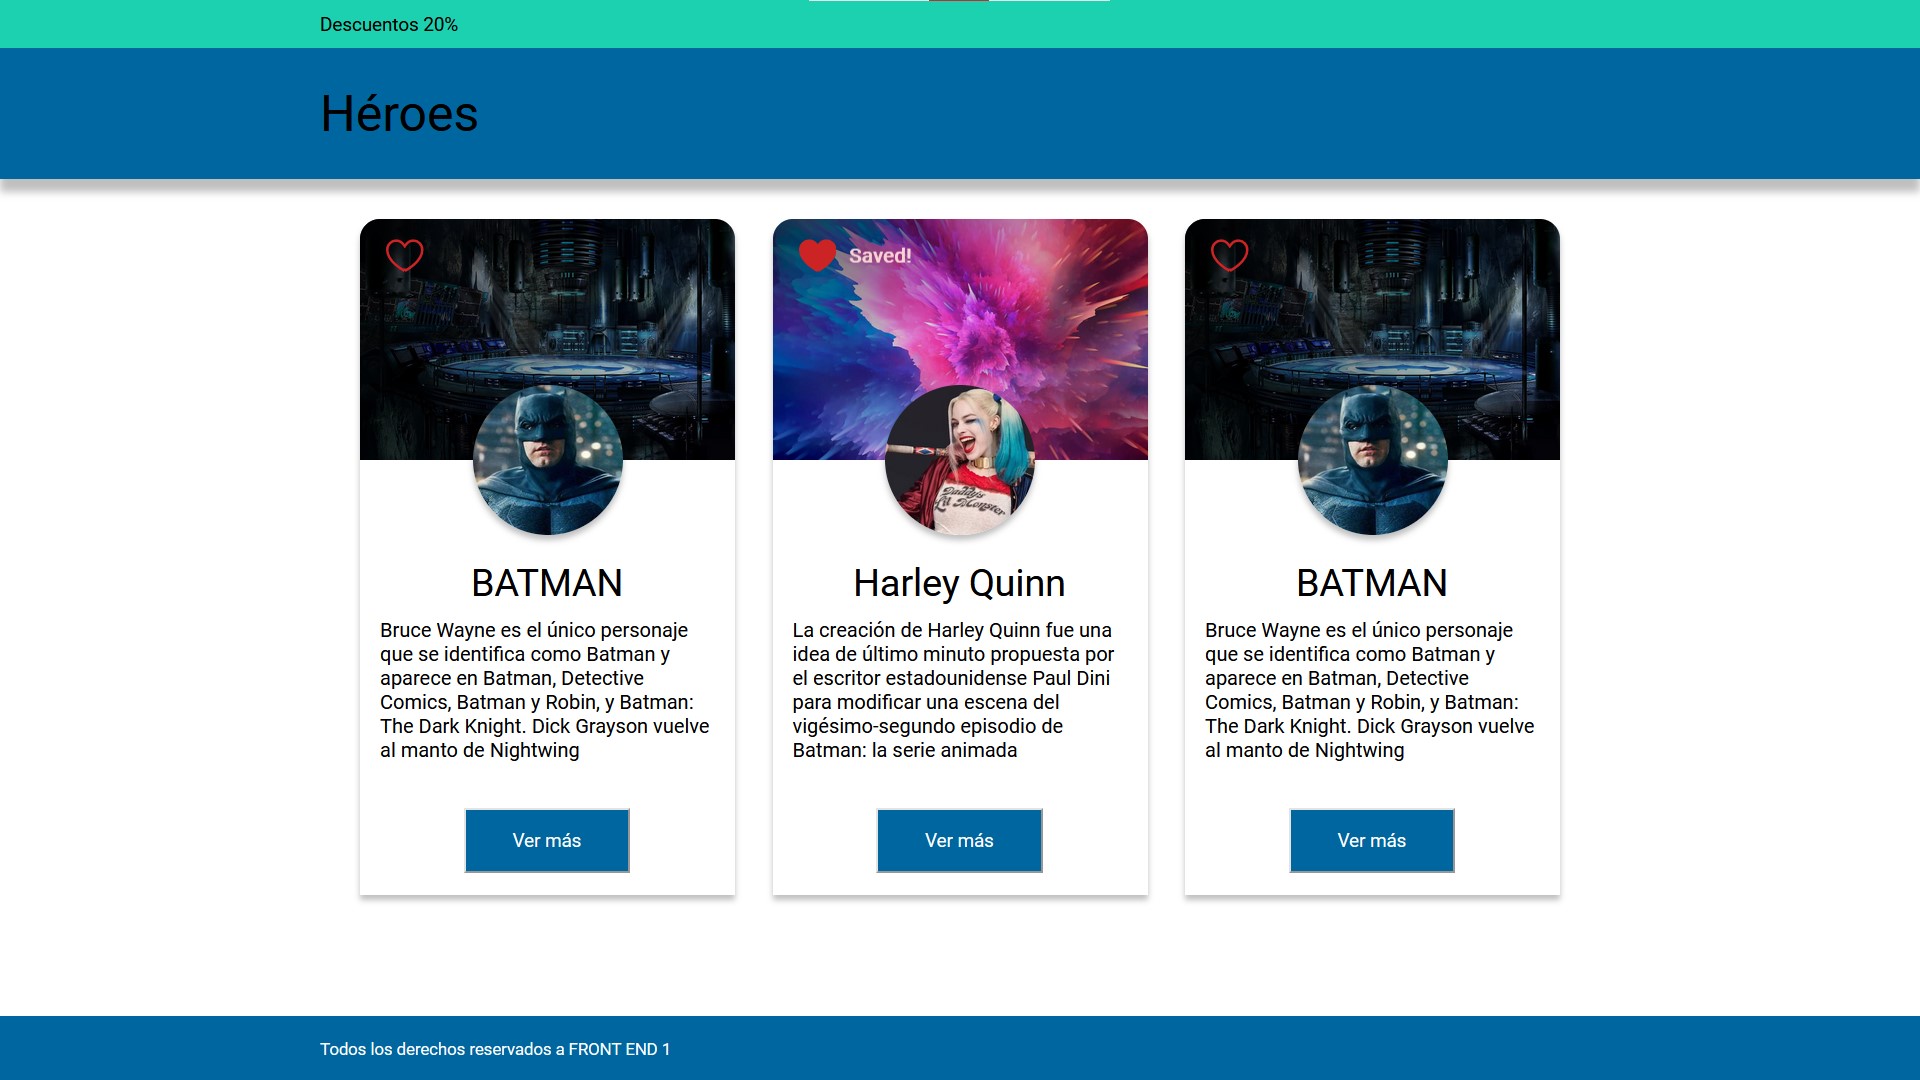 Descuentos 20%
Héroes
Saved!
Daddy's
Lil Monster
BATMAN
Bruce Wayne es el único personaje
que se identifica como Batman y
aparece en Batman, Detective
Comics, Batman y Robin, y Batman:
The Dark Knight. Dick Grayson vuelve
al manto de Nightwing
Ver más
Harley Quinn
La creación de Harley Quinn fue una
idea de último minuto propuesta por
el escritor estadounidense Paul Dini
para modificar una escena del
vigésimo-segundo episodio de
Batman: la serie animada
Ver más
BATMAN
Bruce Wayne es el único personaje
que se identifica como Batman y
aparece en Batman, Detective
Comics, Batman y Robin, y Batman:
The Dark Knight. Dick Grayson vuelve
al manto de Nightwing
Ver más
Todos los derechos reservados a FRONT END 1